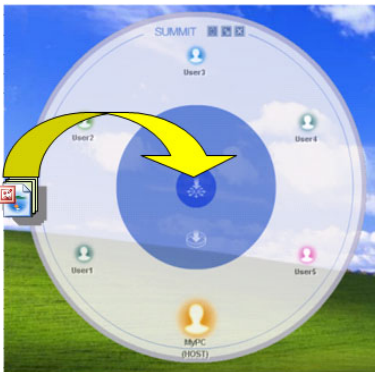 SUMMIT
User3
User2
User4
User1
User5
MyPC
(HOST)